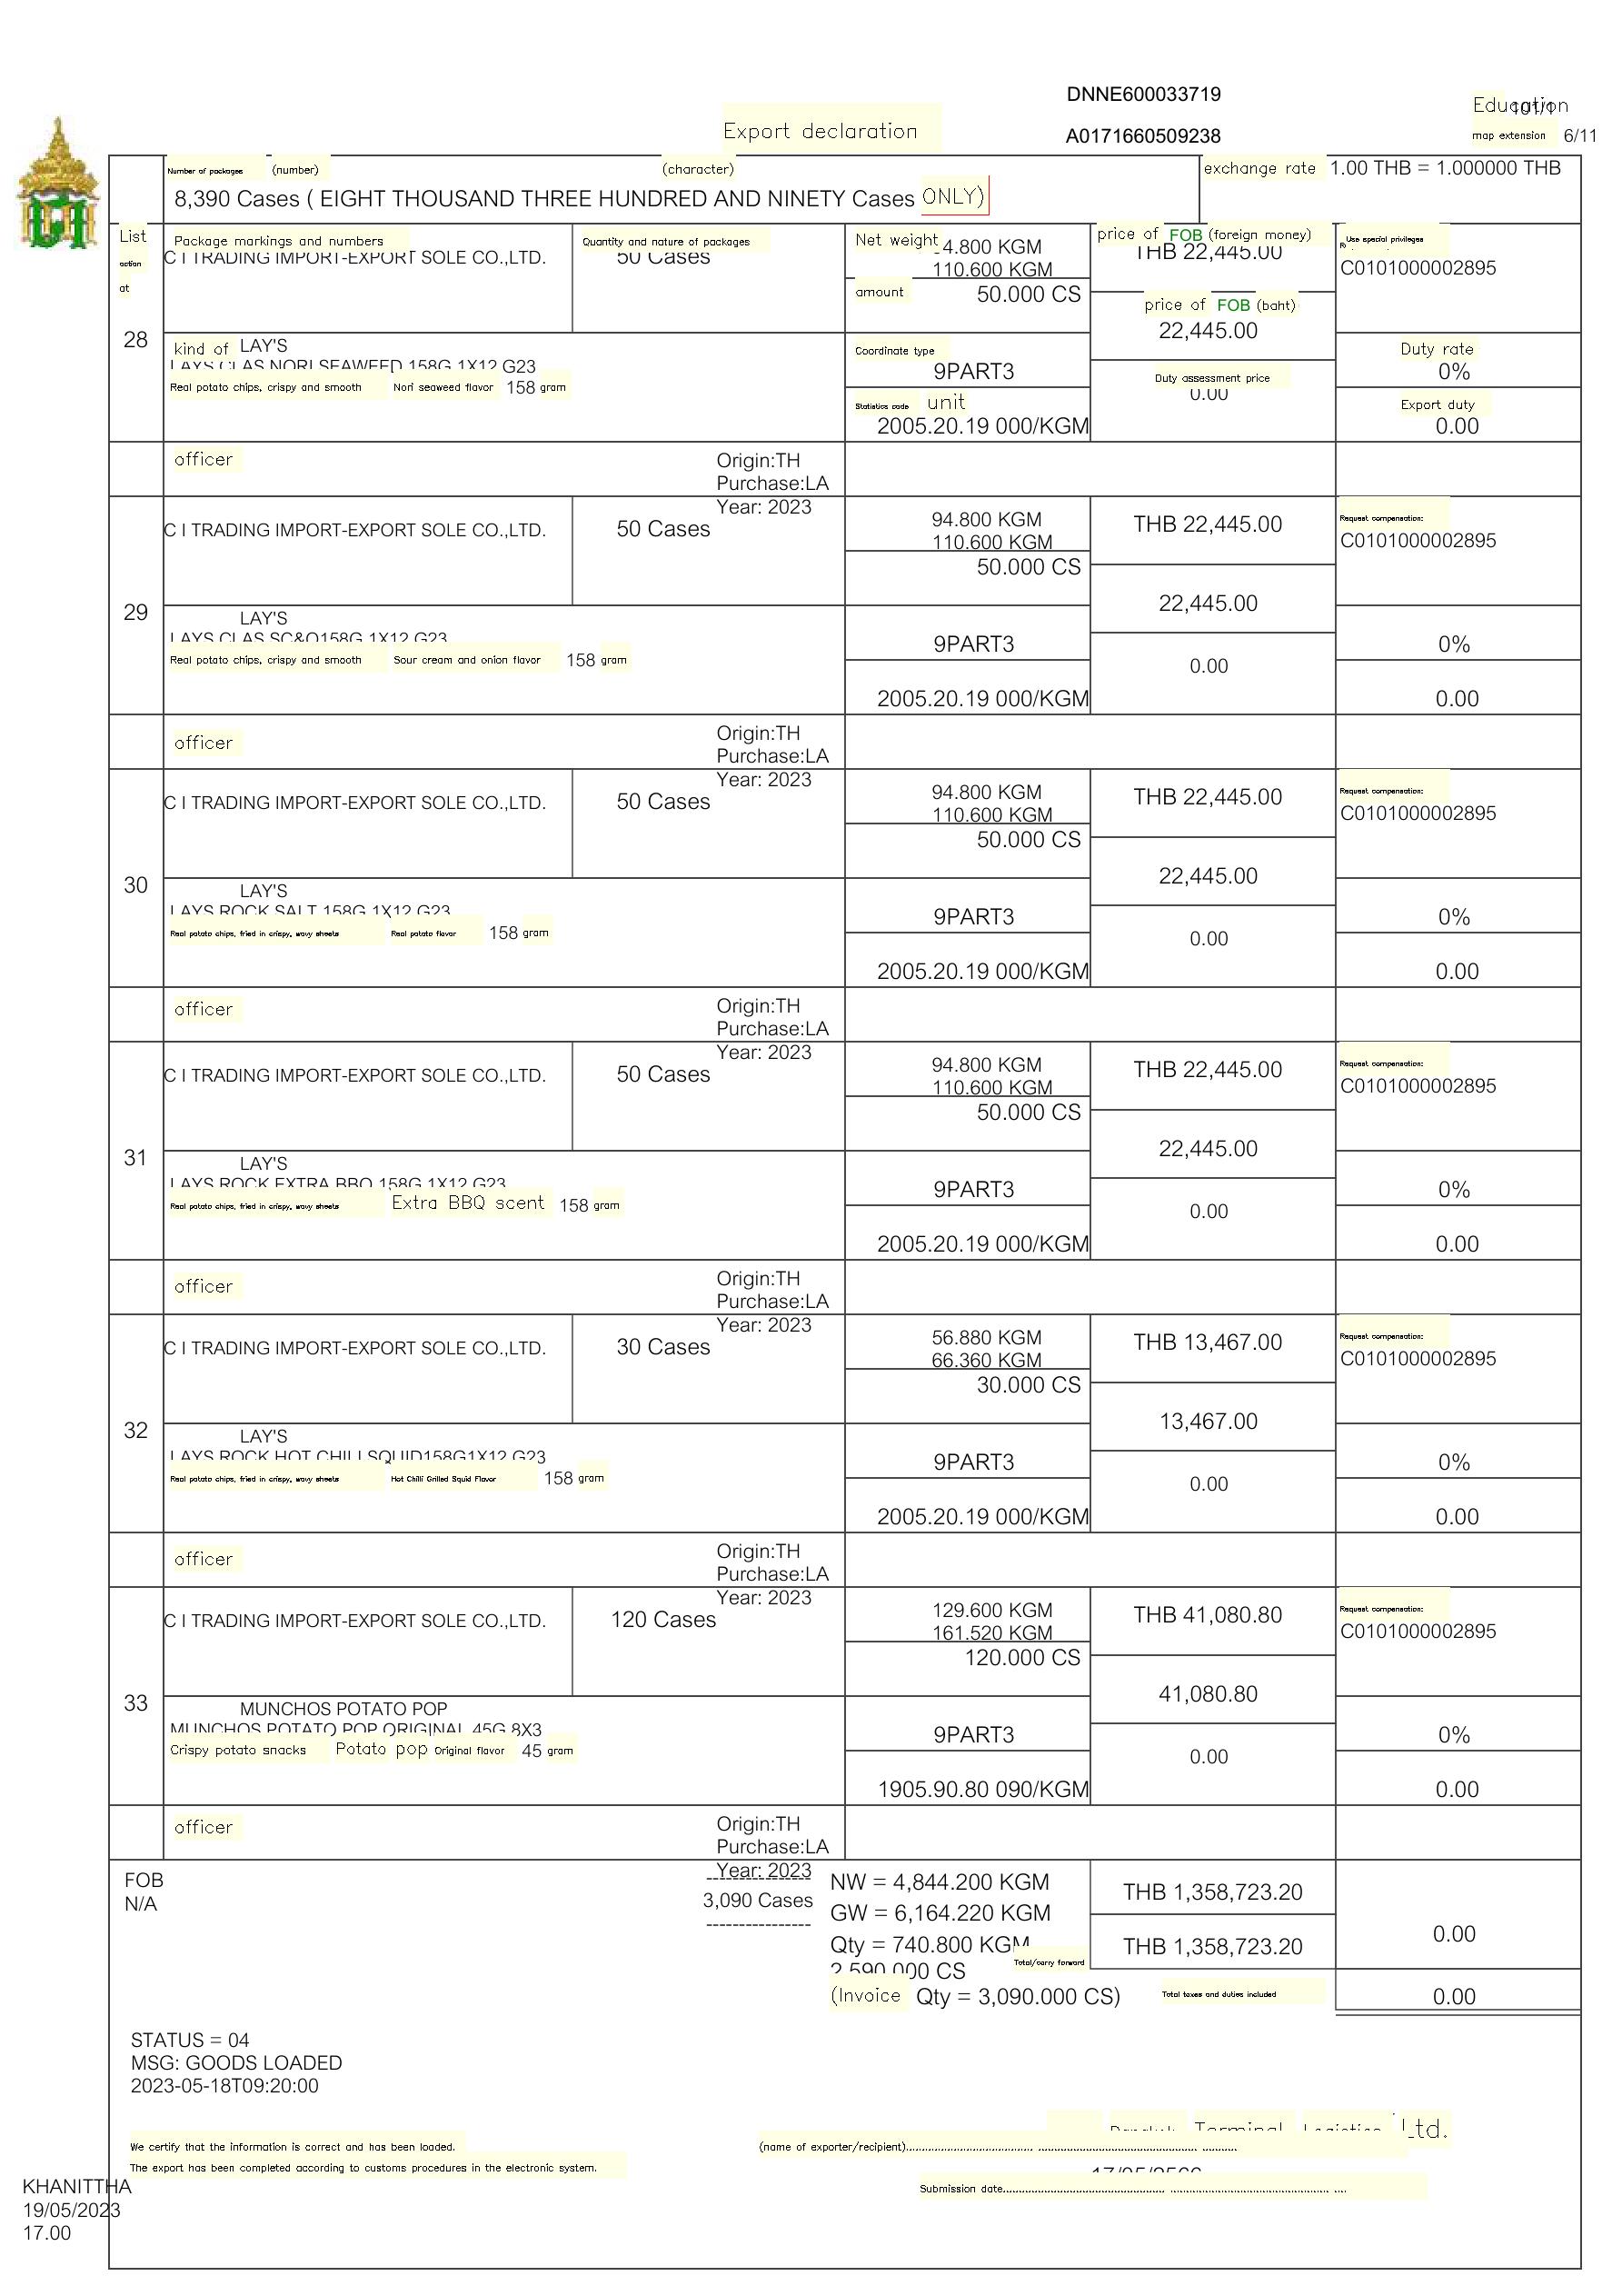 DNNE600033719
Export declaration
A0171660509238
map extension 6/11
Number of packages (number) (character)
exchange rate 1.00 THB = 1.000000 THB
8,390 Cases ( EIGHT THOUSAND THREE HUNDRED AND NINETY Cases ONLY)
List
at
Package markings and numbers
Quantity and nature of packages
Net weight 4.800 KGM
price of FOB (foreign money)
Use special privileges
C I TRADING IMPORT-EXPORT SOLE CO.,LTD.
50 Cases
110.600 KGM
THB 22,445.00
C0101000002895
amount 50.000 CS
price of FOB (baht)
22,445.00
28
kind of LAY'S
LAYS CLAS NORI SEAWEED 158G 1X12 G23
Real potato chips, crispy and smooth Nori seaweed flavor 158 gram
Coordinate type
9PART3
Duty assessment price
0.00
Duty rate
0%
Statistics code unit
2005.20.19 000/KGM
Export duty
0.00
officer
Origin:TH
Purchase:LA
Year: 2023
C I TRADING IMPORT-EXPORT SOLE CO.,LTD.
50 Cases
94.800 KGM
110.600 KGM
50.000 CS
THB 22,445.00
Request compensation:
C0101000002895
22,445.00
29
LAY'S
LAYS CLAS SC&O158G 1X12 G23
Real potato chips, crispy and smooth Sour cream and onion flavor 158 gram
9PART3
0.00
0%
2005.20.19 000/KGM
0.00
officer
Origin:TH
Purchase:LA
Year: 2023
C I TRADING IMPORT-EXPORT SOLE CO.,LTD.
50 Cases
94.800 KGM
110.600 KGM
50.000 CS
THB 22,445.00
Request compensation:
C0101000002895
22,445.00
30
LAY'S
LAYS ROCK SALT 158G 1X12 G23
Real potato chips, fried in crispy, wavy sheets Real potato flavor 158 gram
9PART3
0.00
0%
2005.20.19 000/KGM
0.00
officer
Origin:TH
Purchase:LA
Year: 2023
C I TRADING IMPORT-EXPORT SOLE CO.,LTD.
50 Cases
94.800 KGM
110.600 KGM
50.000 CS
THB 22,445.00
Request compensation:
C0101000002895
22,445.00
31
LAY'S
LAYS ROCK EXTRA BBQ 158G 1X12 G23
Real potato chips, fried in crispy, wavy sheets Extra BBQ scent 158 gram
9PART3
0.00
0%
2005.20.19 000/KGM
0.00
officer
Origin:TH
Purchase:LA
Year: 2023
C I TRADING IMPORT-EXPORT SOLE CO.,LTD.
30 Cases
56.880 KGM
66.360 KGM
30.000 CS
THB 13,467.00
Request compensation:
C0101000002895
13,467.00
32
LAY'S
LAYS ROCK HOT CHILLSQUID158G1X12 G23
Real potato chips, fried in crispy, wavy sheets Hot Chilli Grilled Squid Flavor 158 gram
9PART3
0.00
0%
2005.20.19 000/KGM
0.00
officer
Origin:TH
Purchase:LA
Year: 2023
C I TRADING IMPORT-EXPORT SOLE CO.,LTD.
120 Cases
129.600 KGM
161.520 KGM
120.000 CS
THB 41,080.80
Request compensation:
C0101000002895
41,080.80
33
MUNCHOS POTATO POP
MUNCHOS POTATO POP ORIGINAL 45G 8X3
Crispy potato snacks Potato pop Original flavor 45 gram
9PART3
0.00
0%
1905.90.80 090/KGM
0.00
officer
Origin:TH
Purchase:LA
Year: 2023
FOB
N/A
3,090 Cases
NW = 4,844.200 KGM
GW = 6,164.220 KGM
Qty = 740.800 KGM
2,590.000 CS
Total/carry forward
THB 1,358,723.20
THB 1,358,723.20
0.00
(Invoice Qty = 3,090.000 CS)
Total taxes and duties included
0.00
STATUS = 04
MSG: GOODS LOADED
2023-05-18T09:20:00
Terminal Logistics Ltd.
We certify that the information is correct and has been loaded.
(name of exporter/recipient)
The export has been completed according to customs procedures in the electronic system.
17/05/2566
Submission date
KHANITTHA
19/05/2023
17.00